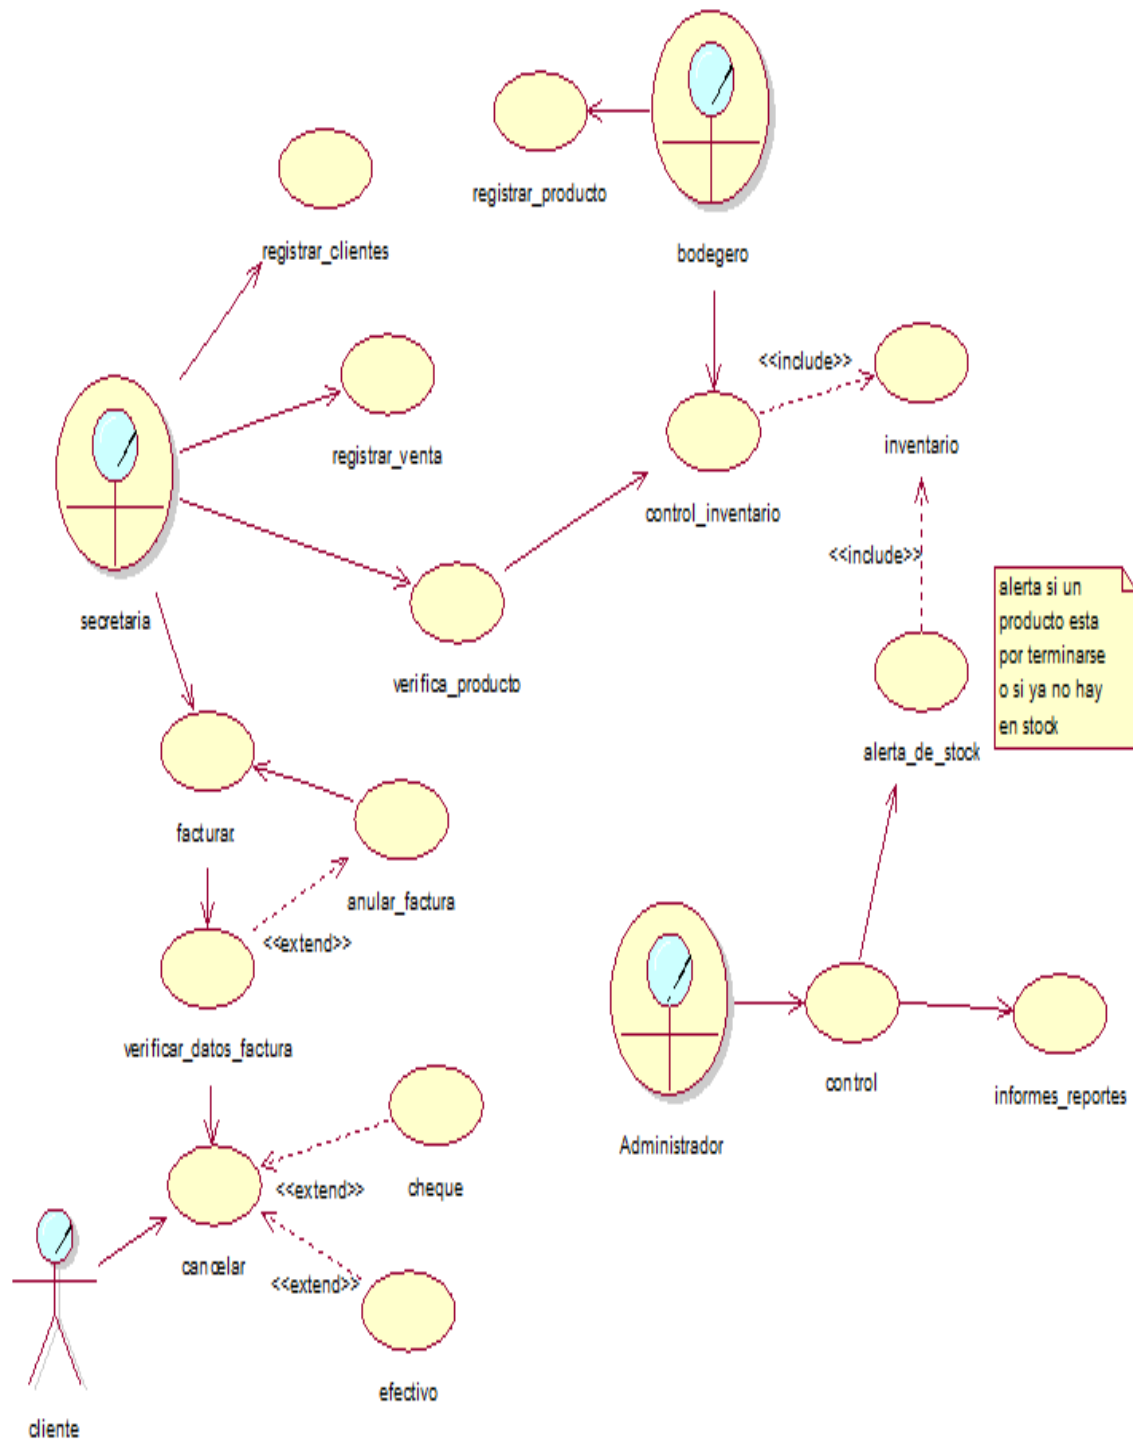 registrar_producto
bodegero
registrar_clientes
<<include>>
inventario
registrar_venta
control_inventario
<<include>>
alerta si un
producto esta
por terminarse
o si ya no hay
en stock
secretaria
verifica_producto
alerta_de_stock
facturar.
anular_factura
<<extend>>
verificar_datos_factura
control
informes_reportes
Administrador
<<extend>>
cheque
cancelar
<<extend>>
efectivo
cliente